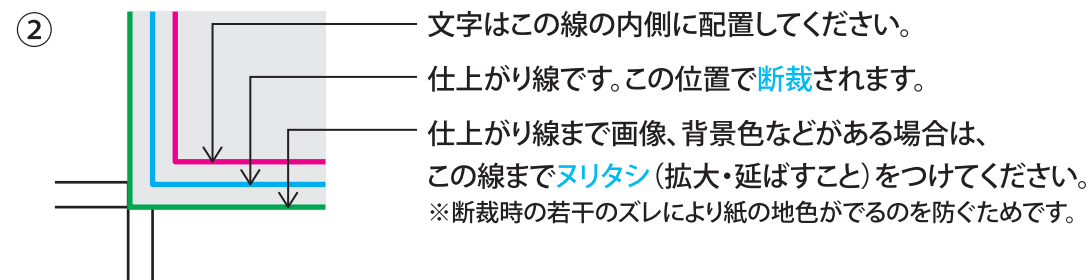 ②
文字はこの線の内側に配置してください。
仕上がり線です。この位置で断裁されます。
仕上がり線まで画像、背景色などがある場合は、
この線までヌリタシ（拡大・延ばすこと）をつけてください。
※断裁時の若干のズレにより紙の地色がでるのを防ぐためです。